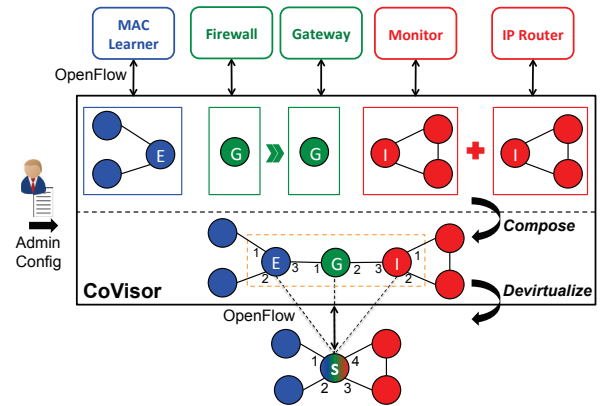 MAC
Learner
Firewall
Gateway
Monitor
IP Router
OpenFlow
E
G
G
I
I
Admin
Config
Compose
1
E
3
2
1
G
2
3
I
1
2
Devirtualize
CoVisor
OpenFlow
1
S
4
2
3